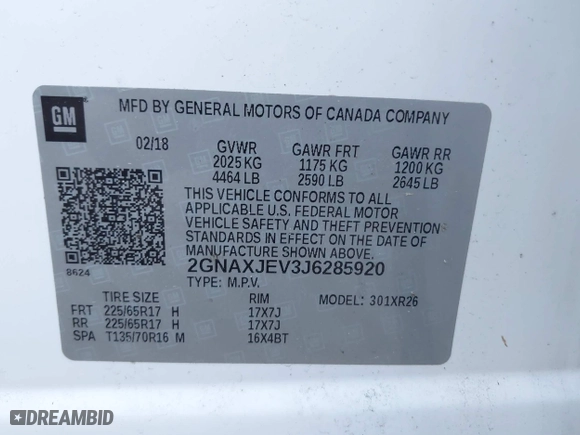 GM
MFD BY GENERAL MOTORS OF CANADA COMPANY
02/18 GVWR GAWR FRT GAWR RR
2025 KG 1175 KG 1200 KG
4464 LB 2590 LB 2645 LB
THIS VEHICLE CONFORMS TO ALL
APPLICABLE U.S. FEDERAL MOTOR
VEHICLE SAFETY AND THEFT PREVENTION
STANDARDS IN EFFECT ON THE DATE OF
MANUFACTURE SHOWN ABOVE.
8624 2GNAXJEV3J6285920
TYPE: M.P.V.
TIRE SIZE RIM MODEL: 301XR26
FRT 225/65R17 H 17X7J
RR 225/65R17 H 17X7J
SPA T135/70R16 M 16X4BT
DREAMBID